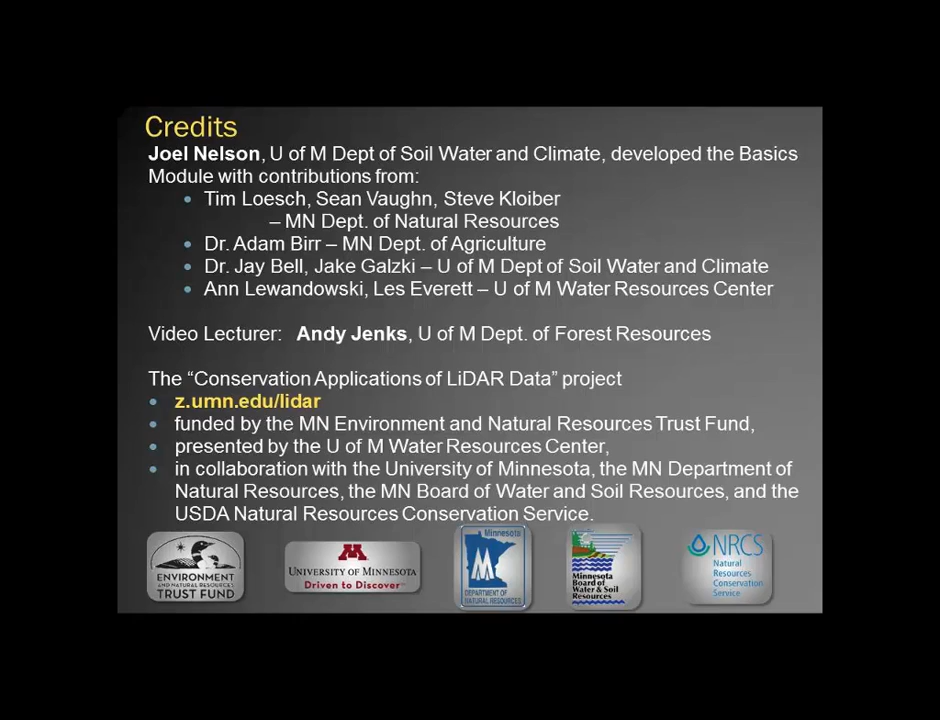 Credits
Joel Nelson, U of M Dept of Soil Water and Climate, developed the Basics
Module with contributions from:
• Tim Loesch, Sean Vaughn, Steve Kloiber
– MN Dept. of Natural Resources
• Dr. Adam Birr – MN Dept. of Agriculture
• Dr. Jay Bell, Jake Galzki – U of M Dept of Soil Water and Climate
• Ann Lewandowski, Les Everett – U of M Water Resources Center
Video Lecturer: Andy Jenks, U of M Dept. of Forest Resources
The “Conservation Applications of LiDAR Data” project
• z.umn.edu/lidar
• funded by the MN Environment and Natural Resources Trust Fund,
• presented by the U of M Water Resources Center,
• in collaboration with the University of Minnesota, the MN Department of
Natural Resources, the MN Board of Water and Soil Resources, and the
USDA Natural Resources Conservation Service.
ENVIRONMENT
AND NATURAL RESOURCES
TRUST FUND
M
UNIVERSITY OF MINNESOTA
Driven to Discover℠
Minnesota
M
DEPARTMENT OF
NATURAL RESOURCES
Minnesota
Board of
Water & Soil
Resources
NRCS
Natural
Resources
Conservation
Service